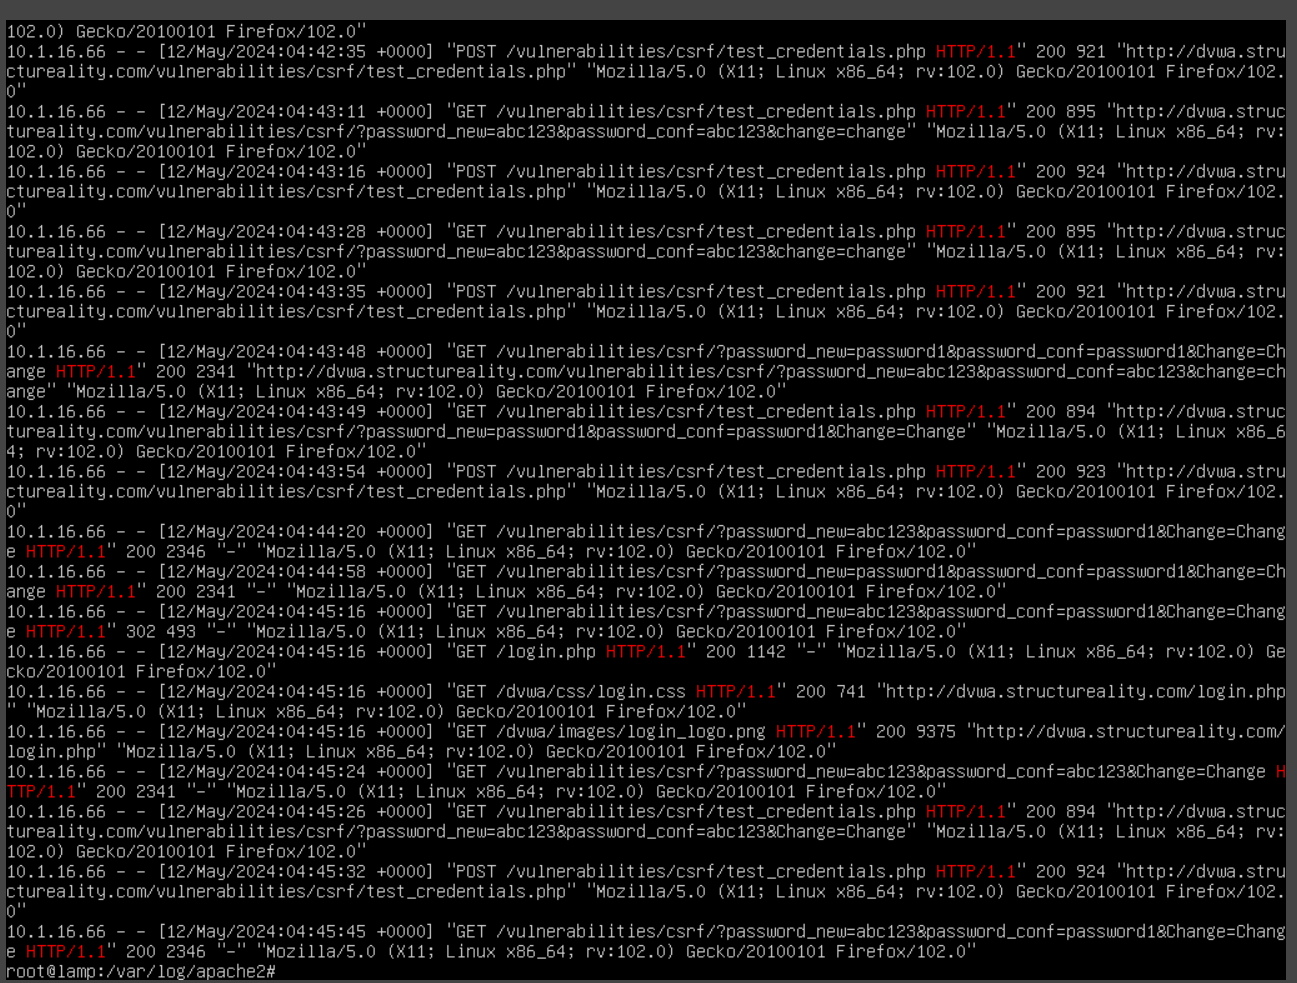 102.0) Gecko/20100101 Firefox/102.0"
10.1.16.66 - - [12/May/2024:04:42:35 +0000] "POST /vulnerabilities/csrf/test_credentials.php HTTP/1.1" 200 921 "http://dvwa.stru
ctureality.com/vulnerabilities/csrf/test_credentials.php" "Mozilla/5.0 (X11; Linux x86_64; rv:102.0) Gecko/20100101 Firefox/102.
0"
10.1.16.66 - - [12/May/2024:04:43:11 +0000] "GET /vulnerabilities/csrf/test_credentials.php HTTP/1.1" 200 895 "http://dvwa.struc
tureality.com/vulnerabilities/csrf/?password_new=abc123&password_conf=abc123&change=change" "Mozilla/5.0 (X11; Linux x86_64; rv:
102.0) Gecko/20100101 Firefox/102.0"
10.1.16.66 - - [12/May/2024:04:43:16 +0000] "POST /vulnerabilities/csrf/test_credentials.php HTTP/1.1" 200 924 "http://dvwa.stru
ctureality.com/vulnerabilities/csrf/test_credentials.php" "Mozilla/5.0 (X11; Linux x86_64; rv:102.0) Gecko/20100101 Firefox/102.
0"
10.1.16.66 - - [12/May/2024:04:43:28 +0000] "GET /vulnerabilities/csrf/test_credentials.php HTTP/1.1" 200 895 "http://dvwa.struc
tureality.com/vulnerabilities/csrf/?password_new=abc123&password_conf=abc123&change=change" "Mozilla/5.0 (X11; Linux x86_64; rv:
102.0) Gecko/20100101 Firefox/102.0"
10.1.16.66 - - [12/May/2024:04:43:35 +0000] "POST /vulnerabilities/csrf/test_credentials.php HTTP/1.1" 200 921 "http://dvwa.stru
ctureality.com/vulnerabilities/csrf/test_credentials.php" "Mozilla/5.0 (X11; Linux x86_64; rv:102.0) Gecko/20100101 Firefox/102.
0"
10.1.16.66 - - [12/May/2024:04:43:48 +0000] "GET /vulnerabilities/csrf/?password_new=password1&password_conf=password1&Change=Ch
ange HTTP/1.1" 200 2341 "http://dvwa.structureality.com/vulnerabilities/csrf/?password_new=abc123&password_conf=abc123&change=ch
ange" "Mozilla/5.0 (X11; Linux x86_64; rv:102.0) Gecko/20100101 Firefox/102.0"
10.1.16.66 - - [12/May/2024:04:43:49 +0000] "GET /vulnerabilities/csrf/test_credentials.php HTTP/1.1" 200 894 "http://dvwa.struc
tureality.com/vulnerabilities/csrf/?password_new=password1&password_conf=password1&Change=Change" "Mozilla/5.0 (X11; Linux x86_6
4; rv:102.0) Gecko/20100101 Firefox/102.0"
10.1.16.66 - - [12/May/2024:04:43:54 +0000] "POST /vulnerabilities/csrf/test_credentials.php HTTP/1.1" 200 923 "http://dvwa.stru
ctureality.com/vulnerabilities/csrf/test_credentials.php" "Mozilla/5.0 (X11; Linux x86_64; rv:102.0) Gecko/20100101 Firefox/102.
0"
10.1.16.66 - - [12/May/2024:04:44:20 +0000] "GET /vulnerabilities/csrf/?password_new=abc123&password_conf=password1&Change=Chang
e HTTP/1.1" 200 2346 "-" "Mozilla/5.0 (X11; Linux x86_64; rv:102.0) Gecko/20100101 Firefox/102.0"
10.1.16.66 - - [12/May/2024:04:44:58 +0000] "GET /vulnerabilities/csrf/?password_new=password1&password_conf=password1&Change=Ch
ange HTTP/1.1" 200 2341 "-" "Mozilla/5.0 (X11; Linux x86_64; rv:102.0) Gecko/20100101 Firefox/102.0"
10.1.16.66 - - [12/May/2024:04:45:16 +0000] "GET /vulnerabilities/csrf/?password_new=abc123&password_conf=password1&Change=Chang
e HTTP/1.1" 302 493 "-" "Mozilla/5.0 (X11; Linux x86_64; rv:102.0) Gecko/20100101 Firefox/102.0"
10.1.16.66 - - [12/May/2024:04:45:16 +0000] "GET /login.php HTTP/1.1" 200 1142 "-" "Mozilla/5.0 (X11; Linux x86_64; rv:102.0) Ge
cko/20100101 Firefox/102.0"
10.1.16.66 - - [12/May/2024:04:45:16 +0000] "GET /dvwa/css/login.css HTTP/1.1" 200 741 "http://dvwa.structureality.com/login.php
" "Mozilla/5.0 (X11; Linux x86_64; rv:102.0) Gecko/20100101 Firefox/102.0"
10.1.16.66 - - [12/May/2024:04:45:16 +0000] "GET /dvwa/images/login_logo.png HTTP/1.1" 200 9375 "http://dvwa.structureality.com/
login.php" "Mozilla/5.0 (X11; Linux x86_64; rv:102.0) Gecko/20100101 Firefox/102.0"
10.1.16.66 - - [12/May/2024:04:45:24 +0000] "GET /vulnerabilities/csrf/?password_new=abc123&password_conf=abc123&Change=Change H
TTP/1.1" 200 2341 "-" "Mozilla/5.0 (X11; Linux x86_64; rv:102.0) Gecko/20100101 Firefox/102.0"
10.1.16.66 - - [12/May/2024:04:45:26 +0000] "GET /vulnerabilities/csrf/test_credentials.php HTTP/1.1" 200 894 "http://dvwa.struc
tureality.com/vulnerabilities/csrf/?password_new=abc123&password_conf=abc123&Change=Change" "Mozilla/5.0 (X11; Linux x86_64; rv:
102.0) Gecko/20100101 Firefox/102.0"
10.1.16.66 - - [12/May/2024:04:45:32 +0000] "POST /vulnerabilities/csrf/test_credentials.php HTTP/1.1" 200 924 "http://dvwa.stru
ctureality.com/vulnerabilities/csrf/test_credentials.php" "Mozilla/5.0 (X11; Linux x86_64; rv:102.0) Gecko/20100101 Firefox/102.
0"
10.1.16.66 - - [12/May/2024:04:45:45 +0000] "GET /vulnerabilities/csrf/?password_new=abc123&password_conf=password1&Change=Chang
e HTTP/1.1" 200 2346 "-" "Mozilla/5.0 (X11; Linux x86_64; rv:102.0) Gecko/20100101 Firefox/102.0"
root@lamp:/var/log/apache2#